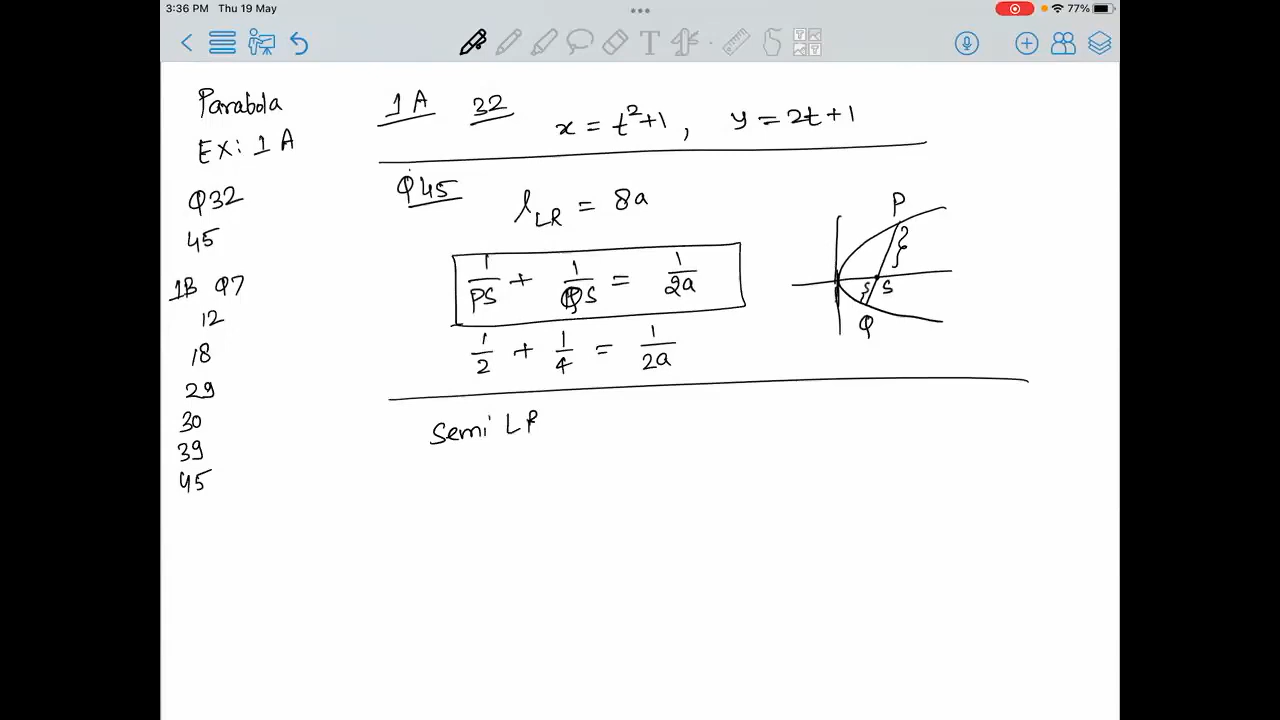 3:36 PM Thu 19 May
77%
Parabola
EX: 1 A
Q32
45
1B Q7
12
18
29
30
39
45
1A 32 x = t²+1, y = 2t+1
Q45
l_LR = 8a
1/PS + 1/QS = 1/2a
1/2 + 1/4 = 1/2a
P
S
Q
Semi LR